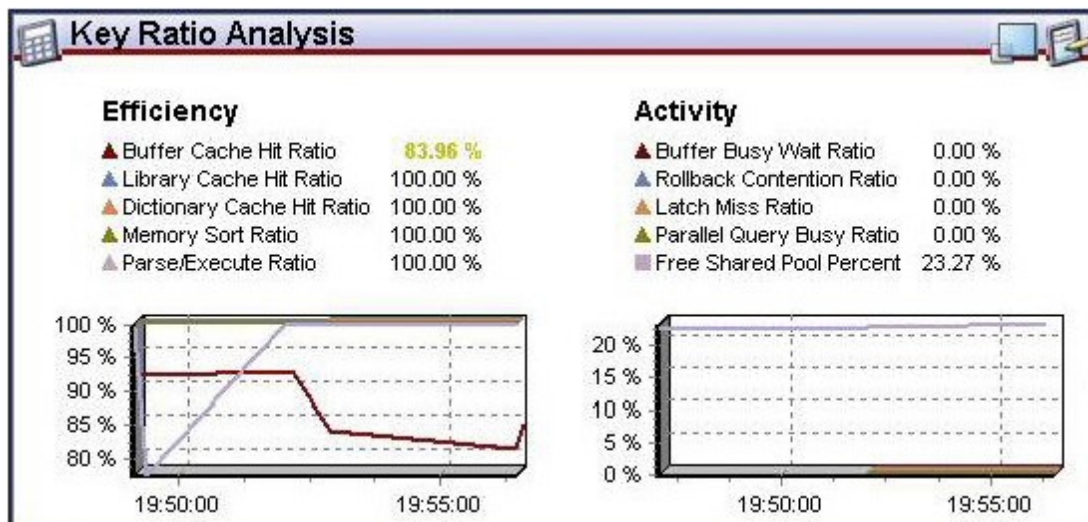 Key Ratio Analysis
Efficiency
Buffer Cache Hit Ratio 83.96 %
Library Cache Hit Ratio 100.00 %
Dictionary Cache Hit Ratio 100.00 %
Memory Sort Ratio 100.00 %
Parse/Execute Ratio 100.00 %
100 %
95 %
90 %
85 %
80 %
19:50:00 19:55:00
Activity
Buffer Busy Wait Ratio 0.00 %
Rollback Contention Ratio 0.00 %
Latch Miss Ratio 0.00 %
Parallel Query Busy Ratio 0.00 %
Free Shared Pool Percent 23.27 %
20 %
15 %
10 %
5 %
0 %
19:50:00 19:55:00